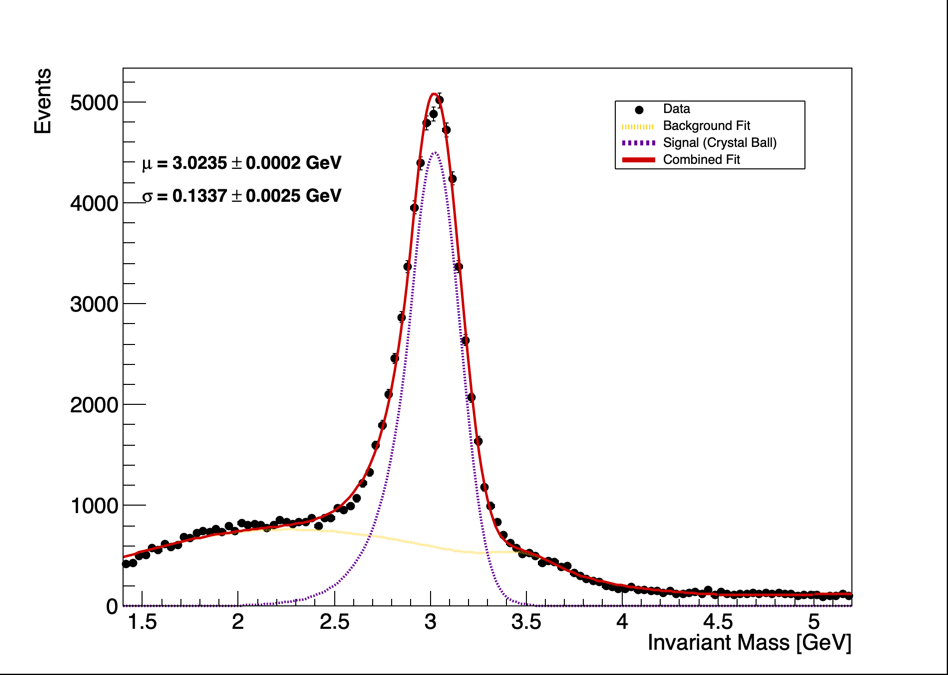 Events
5000
4000
3000
2000
1000
0
μ = 3.0235 ± 0.0002 GeV
σ = 0.1337 ± 0.0025 GeV
Data
Background Fit
Signal (Crystal Ball)
Combined Fit
1.5 2 2.5 3 3.5 4 4.5 5
Invariant Mass [GeV]